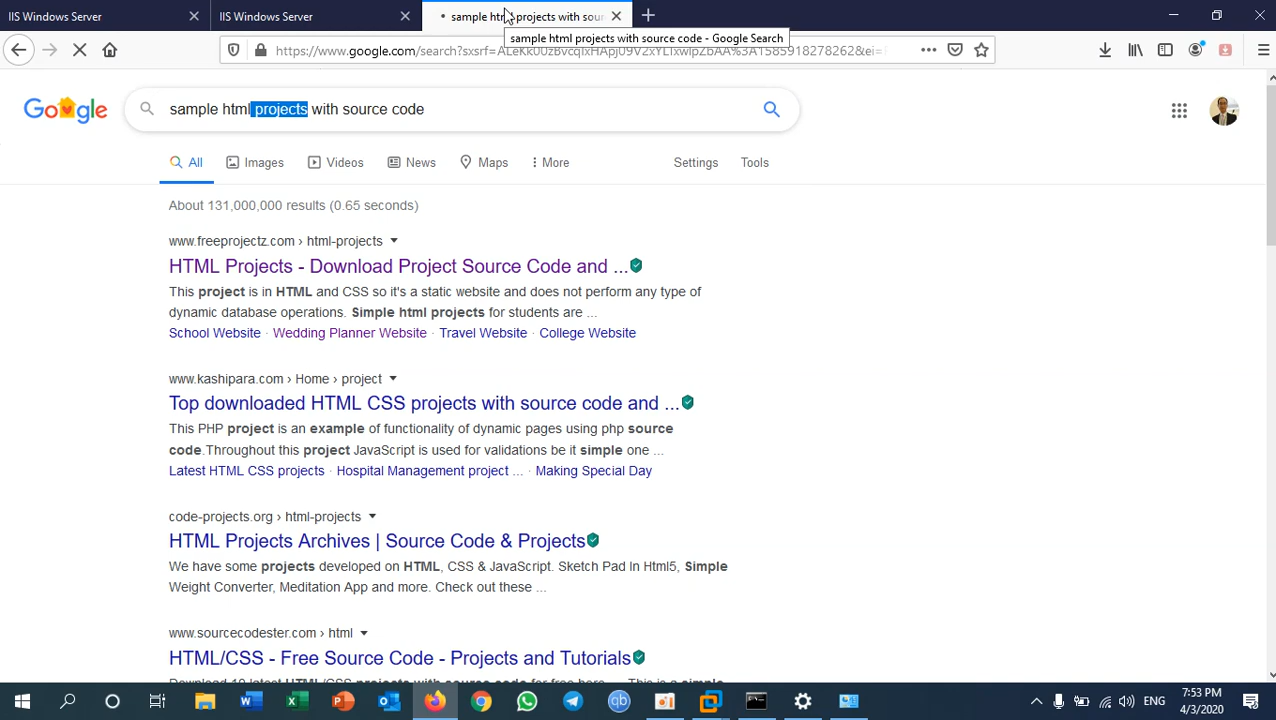 IIS Windows Server
IIS Windows Server
sample html projects with sour
sample html projects with source code - Google Search
Google
sample html projects with source code
All
Images
Videos
News
Maps
More
Settings
Tools
About 131,000,000 results (0.65 seconds)
www.freeprojectz.com › html-projects
HTML Projects - Download Project Source Code and ...
This project is in HTML and CSS so it's a static website and does not perform any type of
dynamic database operations. Simple html projects for students are ...
School Website · Wedding Planner Website · Travel Website · College Website
www.kashipara.com › Home › project
Top downloaded HTML CSS projects with source code and ...
This PHP project is an example of functionality of dynamic pages using php source
code.Throughout this project JavaScript is used for validations be it simple one ...
Latest HTML CSS projects · Hospital Management project ... · Making Special Day
code-projects.org › html-projects
HTML Projects Archives | Source Code & Projects
We have some projects developed on HTML, CSS & JavaScript. Sketch Pad In Html5, Simple
Weight Converter, Meditation App and more. Check out these ...
www.sourcecodester.com › html
HTML/CSS - Free Source Code - Projects and Tutorials
ENG
7:53 PM
4/3/2020